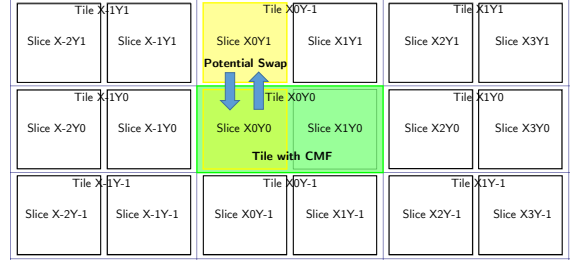 Tile X-1Y1 Tile X0Y-1 Tile X1Y1
Slice X-2Y1 Slice X-1Y1 Slice X0Y1 Slice X1Y1 Slice X2Y1 Slice X3Y1
Potential Swap
Tile X-1Y0 Tile X0Y0 Tile X1Y0
Slice X-2Y0 Slice X-1Y0 Slice X0Y0 Slice X1Y0 Slice X2Y0 Slice X3Y0
Tile with CMF
Tile X-1Y-1 Tile X0Y-1 Tile X1Y-1
Slice X-2Y-1 Slice X-1Y-1 Slice X0Y-1 Slice X1Y-1 Slice X2Y-1 Slice X3Y-1